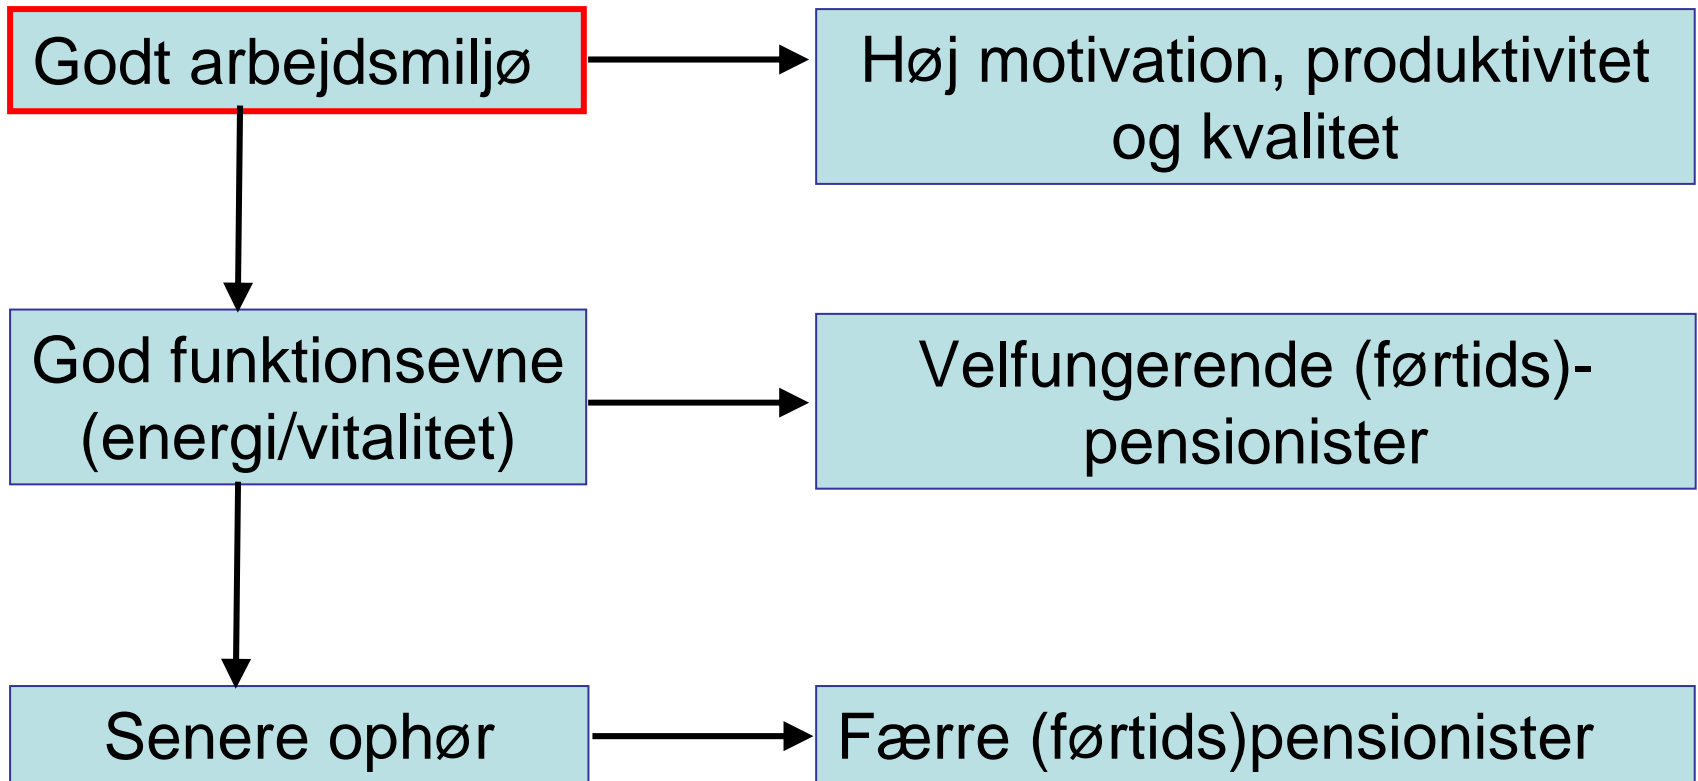 Godt arbejdsmiljø
Høj motivation, produktivitet
og kvalitet
God funktionsevne
(energi/vitalitet)
Velfungerende (førtids)-
pensionister
Senere ophør
Færre (førtids)pensionister